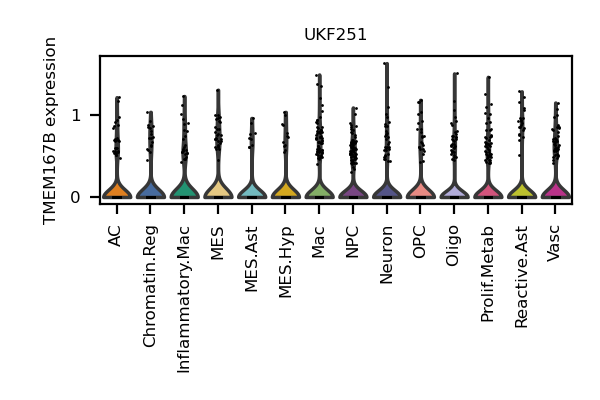 UKF251
TMEM167B expression
1
0
AC
Chromatin.Reg
Inflammatory.Mac
MES
MES.Ast
MES.Hyp
Mac
NPC
Neuron
OPC
Oligo
Prolif.Metab
Reactive.Ast
Vasc